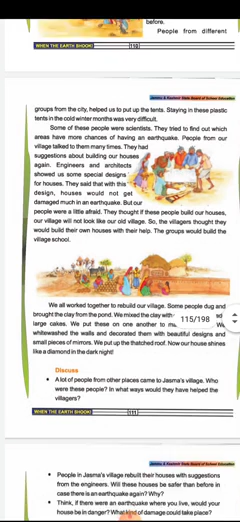 before.
People from different
WHEN THE EARTH SHOOK!
(110)
Jammu & Kashmir State Board of School Education
groups from the city, helped us to put up the tents. Staying in these plastic
tents in the cold winter months was very difficult.
Some of these people were scientists. They tried to find out which
areas have more chances of having an earthquake. People from our
village talked to them many times. They had
suggestions about building our houses
again. Engineers and architects
showed us some special designs
for houses. They said that with this
design, houses would not get
damaged much in an earthquake. But our
people were a little afraid. They thought if these people build our houses,
our village will not look like our old village. So, the villagers thought they
would build their own houses with their help. The groups would build the
village school.
We all worked together to rebuild our village. Some people dug and
brought the clay from the pond. We mixed the clay with
115/198
large cakes. We put these on one another to
whitewashed the walls and decorated them with beautiful designs and
small pieces of mirrors. We put up the thatched roof. Now our house shines
like a diamond in the dark night!
Discuss
• A lot of people from other places came to Jasma's village. Who
were these people? In what ways would they have helped the
villagers?
WHEN THE EARTH SHOOK!
(111)
Jammu & Kashmir State Board of School Education
• People in Jasma's village rebuilt their houses with suggestions
from the engineers. Will these houses be safer than before in
case there is an earthquake again? Why?
• Think, if there were an earthquake where you live, would your
house be in danger? What kind of damage could take place?